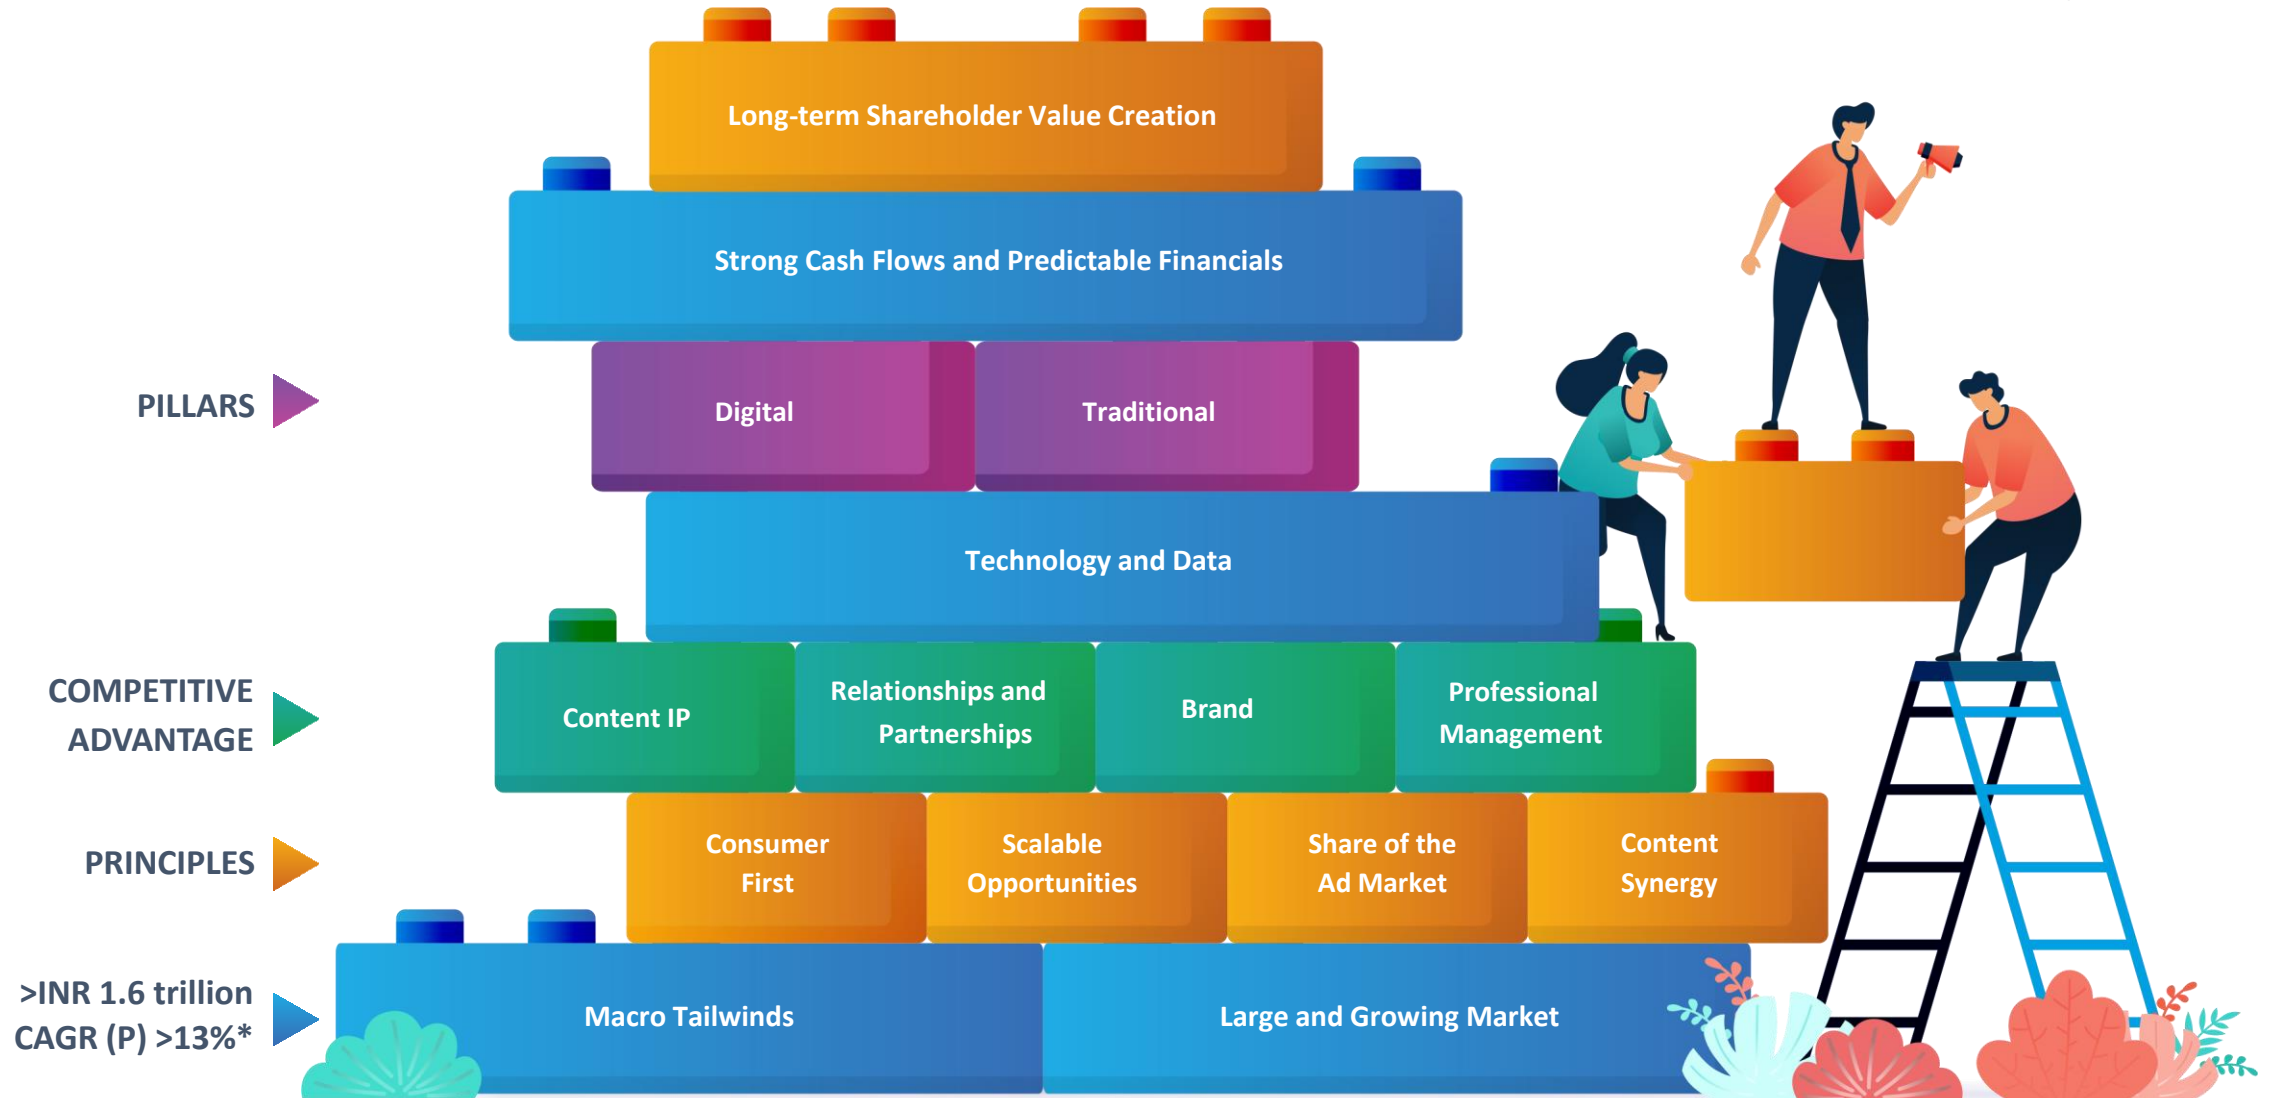 Long-term Shareholder Value Creation
Strong Cash Flows and Predictable Financials
PILLARS
Digital
Traditional
Technology and Data
COMPETITIVE
ADVANTAGE
Content IP
Relationships and
Partnerships
Brand
Professional
Management
PRINCIPLES
Consumer
First
Scalable
Opportunities
Share of the
Ad Market
Content
Synergy
>INR 1.6 trillion
CAGR (P) >13%*
Macro Tailwinds
Large and Growing Market